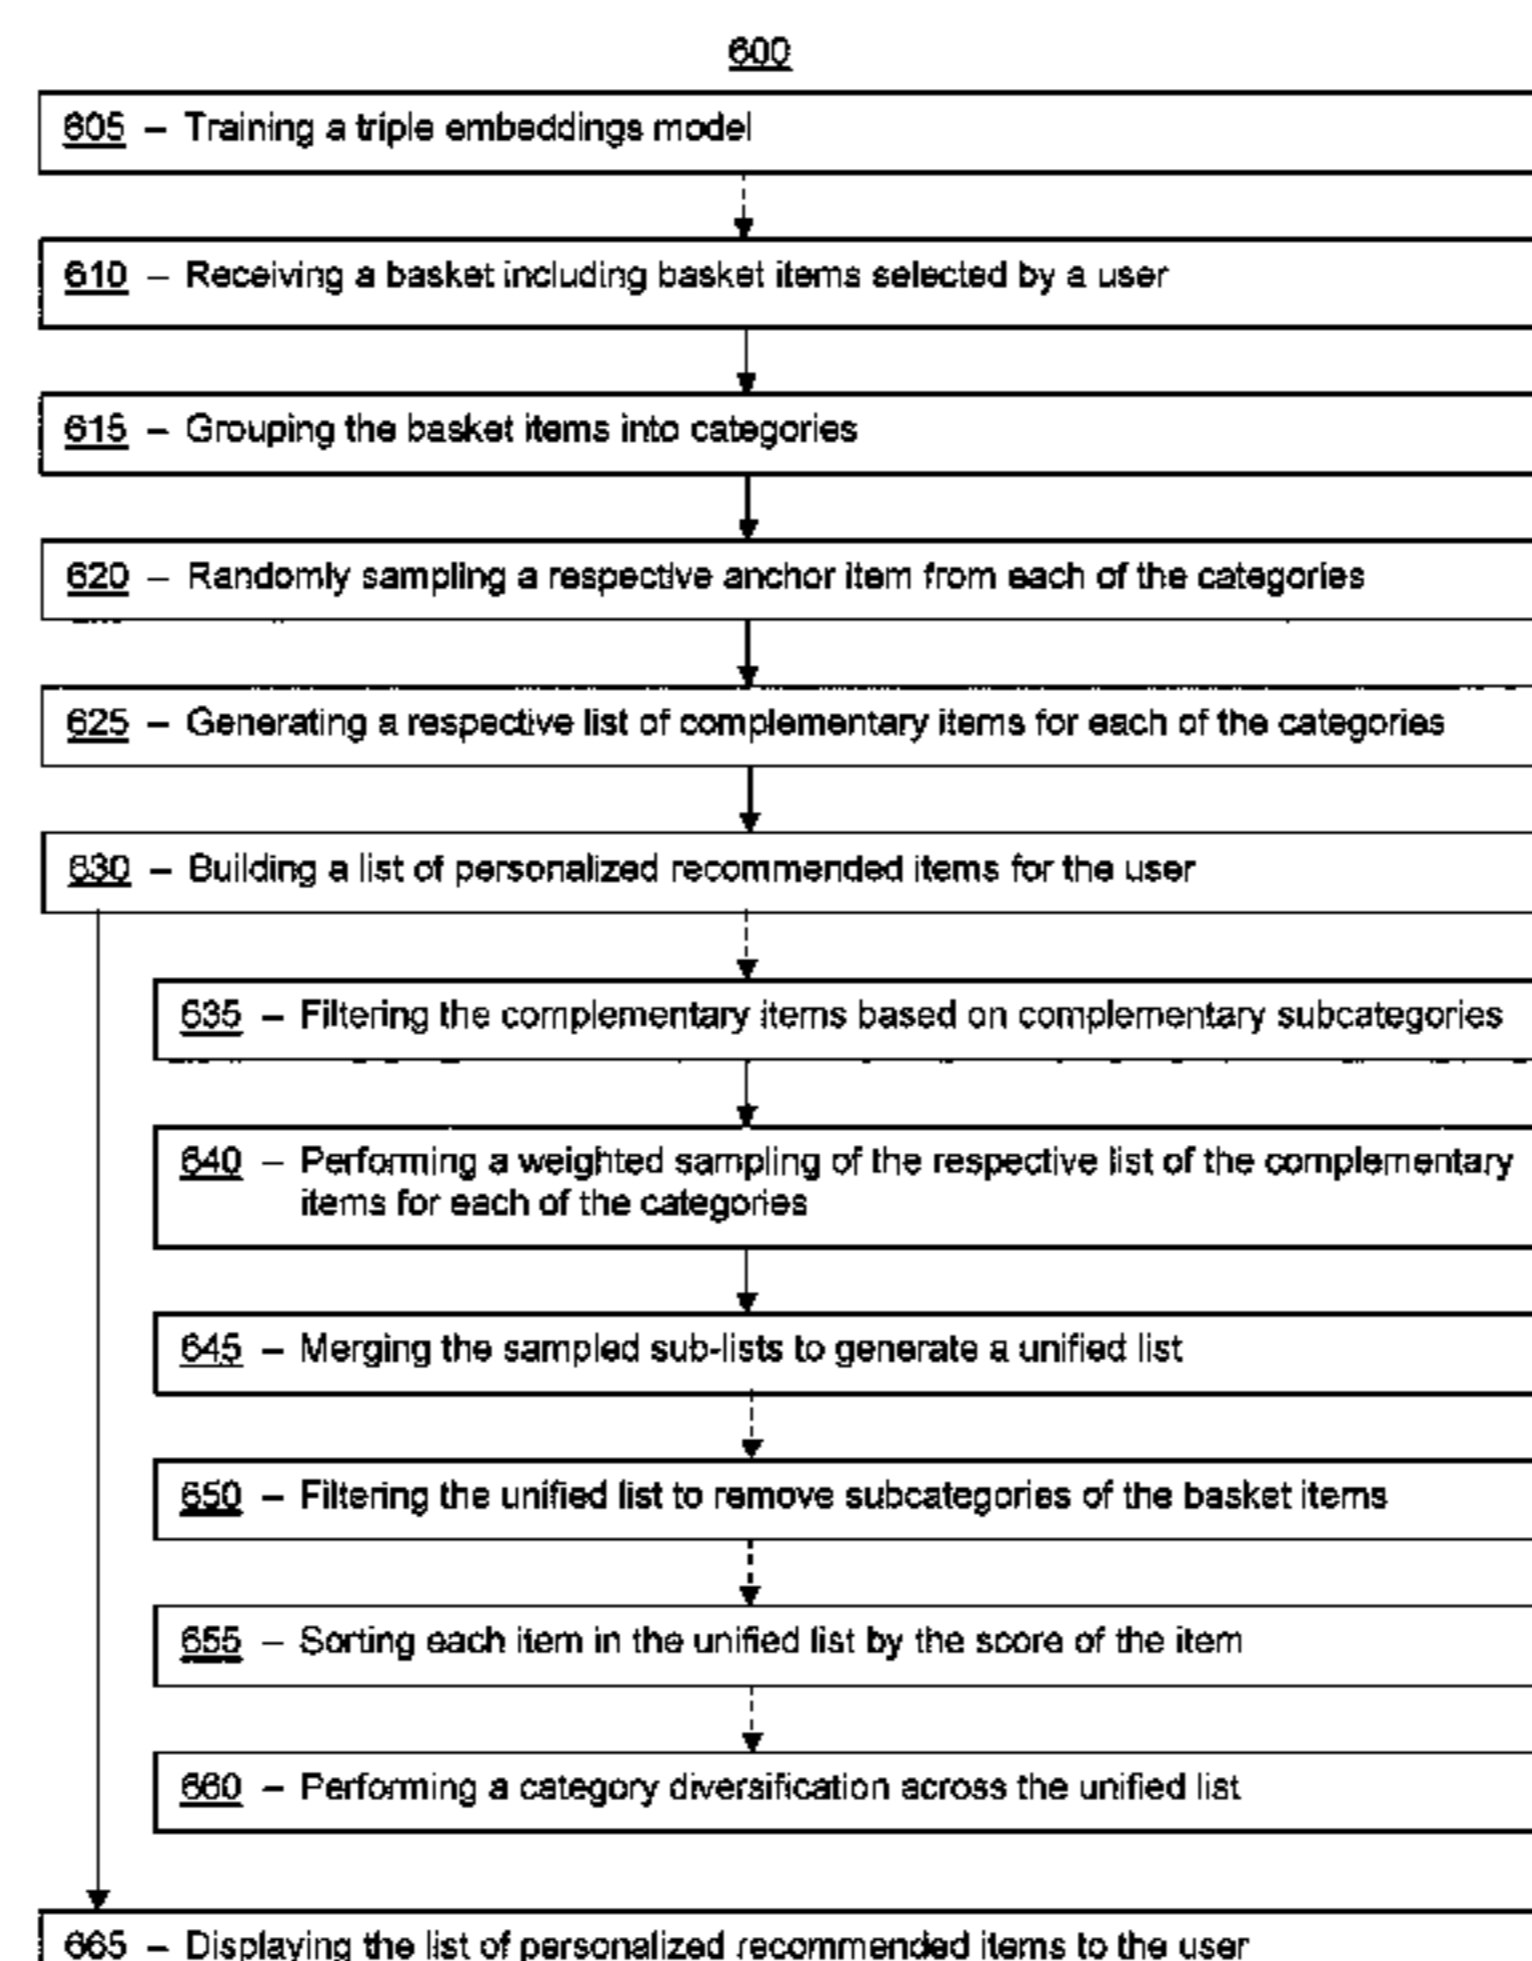 600
605 – Training a triple embeddings model
610 – Receiving a basket including basket items selected by a user
615 – Grouping the basket items into categories
620 – Randomly sampling a respective anchor item from each of the categories
625 – Generating a respective list of complementary items for each of the categories
630 – Building a list of personalized recommended items for the user
635 – Filtering the complementary items based on complementary subcategories
640 – Performing a weighted sampling of the respective list of the complementary
items for each of the categories
645 – Merging the sampled sub-lists to generate a unified list
650 – Filtering the unified list to remove subcategories of the basket items
655 – Sorting each item in the unified list by the score of the item
660 – Performing a category diversification across the unified list
665 – Displaying the list of personalized recommended items to the user